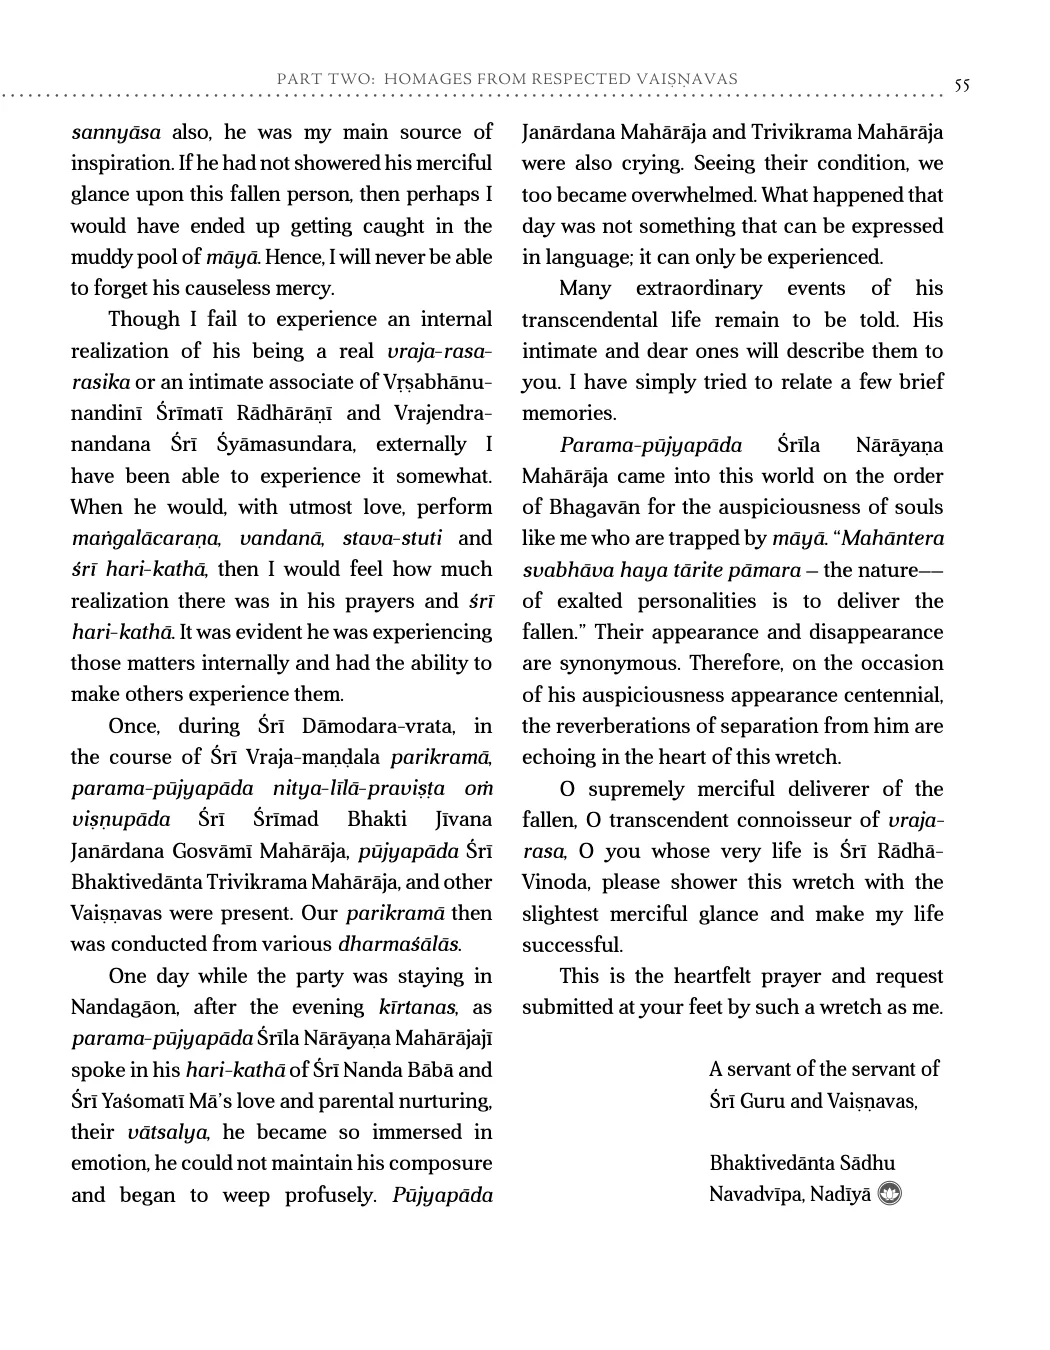 PART TWO: HOMAGES FROM RESPECTED VAIṢṆAVAS
55
sannyāsa also, he was my main source of
inspiration. If he had not showered his merciful
glance upon this fallen person, then perhaps I
would have ended up getting caught in the
muddy pool of māyā. Hence, I will never be able
to forget his causeless mercy.
Though I fail to experience an internal
realization of his being a real vraja-rasa-
rasika or an intimate associate of Vṛṣabhānu-
nandinī Śrīmatī Rādhārāṇī and Vrajendra-
nandana Śrī Śyāmasundara, externally I
have been able to experience it somewhat.
When he would, with utmost love, perform
maṅgalācaraṇa, vandanā, stava-stuti and
śrī hari-kathā, then I would feel how much
realization there was in his prayers and śrī
hari-kathā. It was evident he was experiencing
those matters internally and had the ability to
make others experience them.
Once, during Śrī Dāmodara-vrata, in
the course of Śrī Vraja-maṇḍala parikramā,
parama-pūjyapāda nitya-līlā-praviṣṭa oṁ
viṣṇupāda Śrī Śrīmad Bhakti Jīvana
Janārdana Gosvāmī Mahārāja, pūjyapāda Śrī
Bhaktivedānta Trivikrama Mahārāja, and other
Vaiṣṇavas were present. Our parikramā then
was conducted from various dharmaśālās.
One day while the party was staying in
Nandagāon, after the evening kīrtanas, as
parama-pūjyapāda Śrīla Nārāyaṇa Mahārājajī
spoke in his hari-kathā of Śrī Nanda Bābā and
Śrī Yaśomatī Mā’s love and parental nurturing,
their vātsalya, he became so immersed in
emotion, he could not maintain his composure
and began to weep profusely. Pūjyapāda
Janārdana Mahārāja and Trivikrama Mahārāja
were also crying. Seeing their condition, we
too became overwhelmed. What happened that
day was not something that can be expressed
in language; it can only be experienced.
Many extraordinary events of his
transcendental life remain to be told. His
intimate and dear ones will describe them to
you. I have simply tried to relate a few brief
memories.
Parama-pūjyapāda Śrīla Nārāyaṇa
Mahārāja came into this world on the order
of Bhagavān for the auspiciousness of souls
like me who are trapped by māyā. “Mahāntera
svabhāva haya tārite pāmara – the nature––
of exalted personalities is to deliver the
fallen.” Their appearance and disappearance
are synonymous. Therefore, on the occasion
of his auspiciousness appearance centennial,
the reverberations of separation from him are
echoing in the heart of this wretch.
O supremely merciful deliverer of the
fallen, O transcendent connoisseur of vraja-
rasa, O you whose very life is Śrī Rādhā-
Vinoda, please shower this wretch with the
slightest merciful glance and make my life
successful.
This is the heartfelt prayer and request
submitted at your feet by such a wretch as me.
A servant of the servant of
Śrī Guru and Vaiṣṇavas,
Bhaktivedānta Sādhu
Navadvīpa, Nadīyā